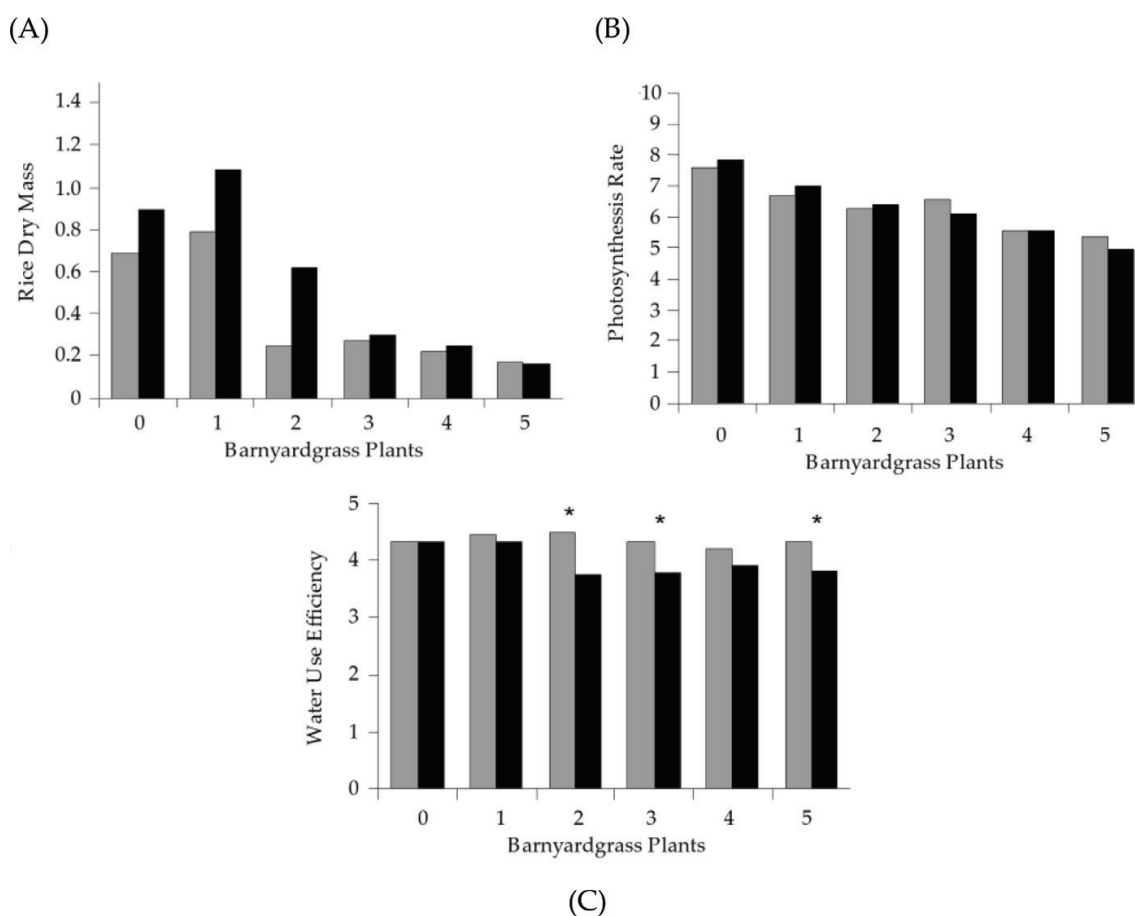 (A)
(B)
Rice Dry Mass
1.4
1.2
1.0
0.8
0.6
0.4
0.2
0
0 1 2 3 4 5
Barnyardgrass Plants
Photosynthessis Rate
10
9
8
7
6
5
4
3
2
1
0
0 1 2 3 4 5
Barnyardgrass Plants
Water Use Efficiency
5
4
3
2
1
0
* * *
0 1 2 3 4 5
Barnyardgrass Plants
(C)